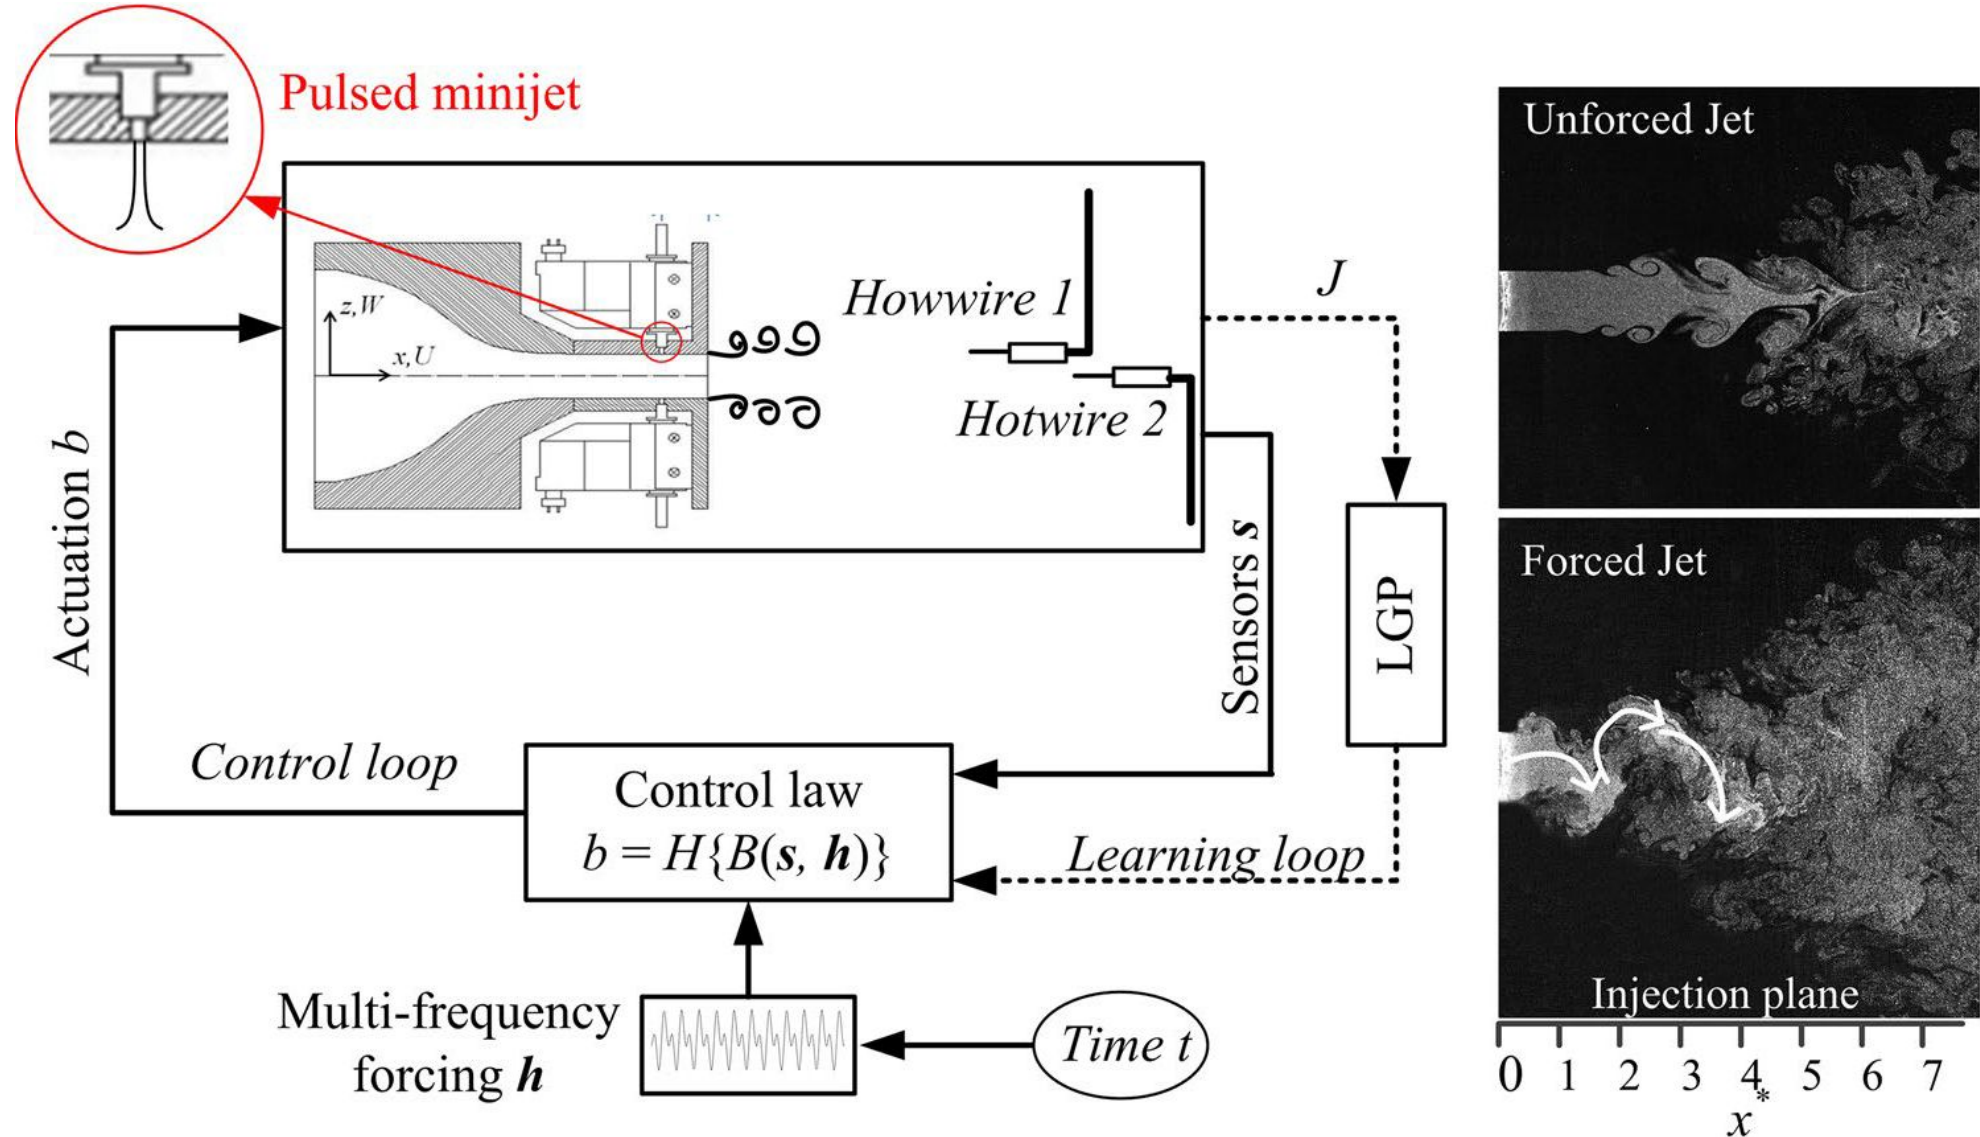 Pulsed minijet
z, W
x, U
Howwire 1
Hotwire 2
J
Actuation b
Sensors s
LGP
Control loop
Control law
b = H{B(s, h)}
Learning loop
Multi-frequency
forcing h
Time t
Unforced Jet
Forced Jet
Injection plane
0 1 2 3 4 5 6 7
x*